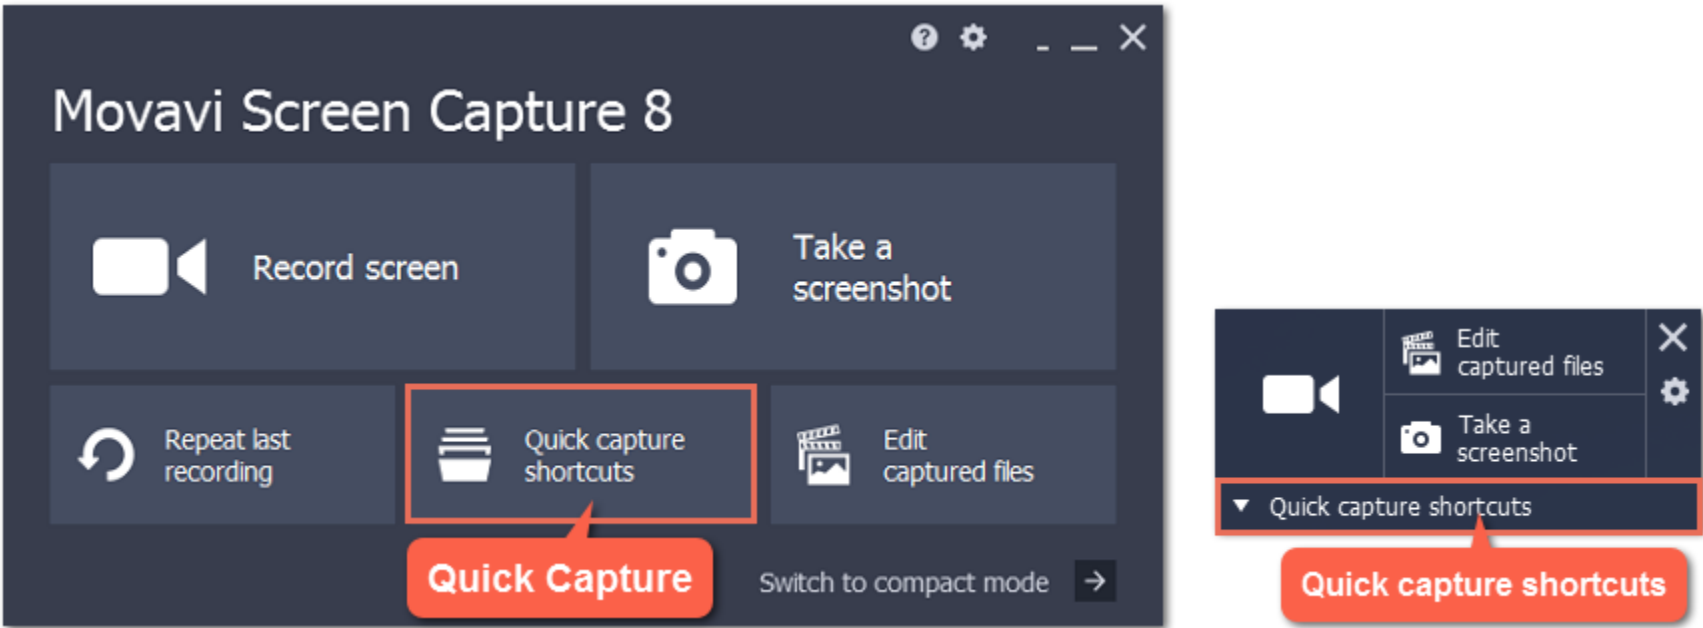 Movavi Screen Capture 8
Record screen
Take a
screenshot
Repeat last
recording
Quick capture
shortcuts
Edit
captured files
Quick Capture
Switch to compact mode
Edit
captured files
Take a
screenshot
Quick capture shortcuts
Quick capture shortcuts